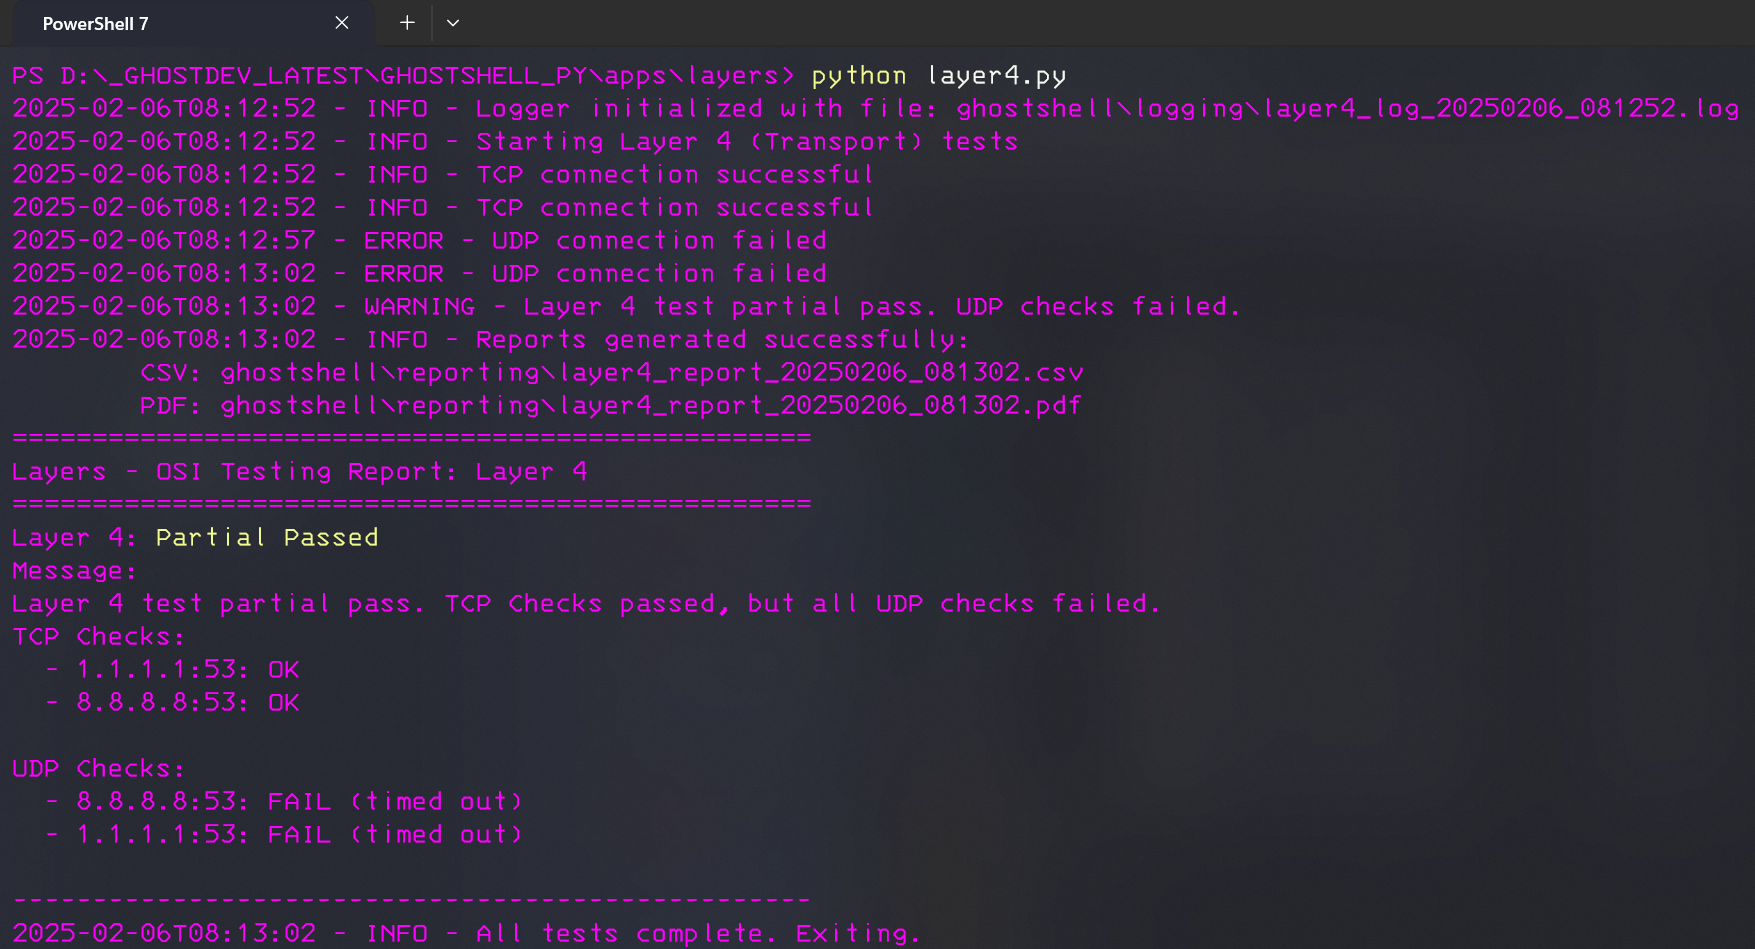 PowerShell 7
PS D:\_GHOSTDEV_LATEST\GHOSTSHELL_PY\apps\layers> python layer4.py
2025-02-06T08:12:52 - INFO - Logger initialized with file: ghostshell\logging\layer4_log_20250206_081252.log
2025-02-06T08:12:52 - INFO - Starting Layer 4 (Transport) tests
2025-02-06T08:12:52 - INFO - TCP connection successful
2025-02-06T08:12:52 - INFO - TCP connection successful
2025-02-06T08:12:57 - ERROR - UDP connection failed
2025-02-06T08:13:02 - ERROR - UDP connection failed
2025-02-06T08:13:02 - WARNING - Layer 4 test partial pass. UDP checks failed.
2025-02-06T08:13:02 - INFO - Reports generated successfully:
CSV: ghostshell\reporting\layer4_report_20250206_081302.csv
PDF: ghostshell\reporting\layer4_report_20250206_081302.pdf
==================================================
Layers - OSI Testing Report: Layer 4
==================================================
Layer 4: Partial Passed
Message:
Layer 4 test partial pass. TCP Checks passed, but all UDP checks failed.
TCP Checks:
- 1.1.1.1:53: OK
- 8.8.8.8:53: OK
UDP Checks:
- 8.8.8.8:53: FAIL (timed out)
- 1.1.1.1:53: FAIL (timed out)
--------------------------------------------------
2025-02-06T08:13:02 - INFO - All tests complete. Exiting.